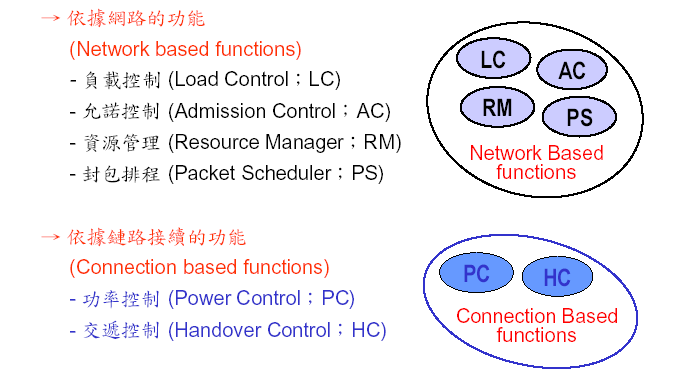 → 依據網路的功能
(Network based functions)
- 負載控制 (Load Control；LC)
- 允諾控制 (Admission Control；AC)
- 資源管理 (Resource Manager；RM)
- 封包排程 (Packet Scheduler；PS)
LC
AC
RM
PS
Network Based
functions
→ 依據鏈路接續的功能
(Connection based functions)
- 功率控制 (Power Control；PC)
- 交遞控制 (Handover Control；HC)
PC
HC
Connection Based
functions